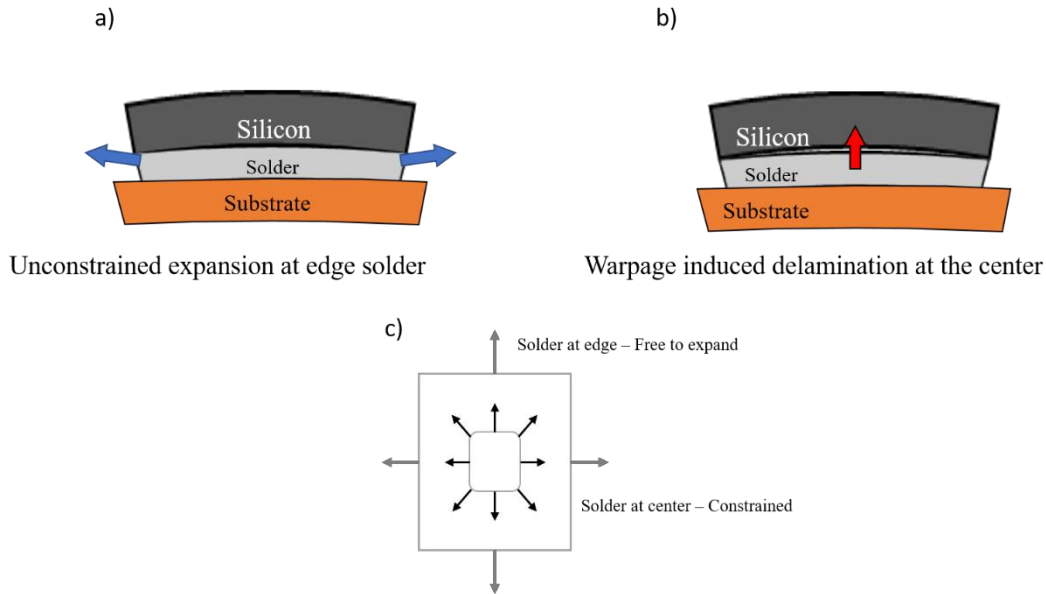 a)
b)
Silicon
Solder
Substrate
Silicon
Solder
Substrate
Unconstrained expansion at edge solder
Warpage induced delamination at the center
c)
Solder at edge – Free to expand
Solder at center – Constrained